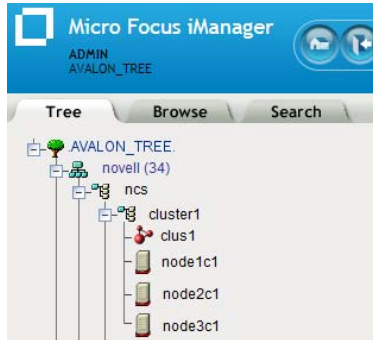 Micro Focus iManager
ADMIN
AVALON_TREE
Tree Browse Search
AVALON_TREE.
novell (34)
ncs
cluster1
clus1
node1c1
node2c1
node3c1